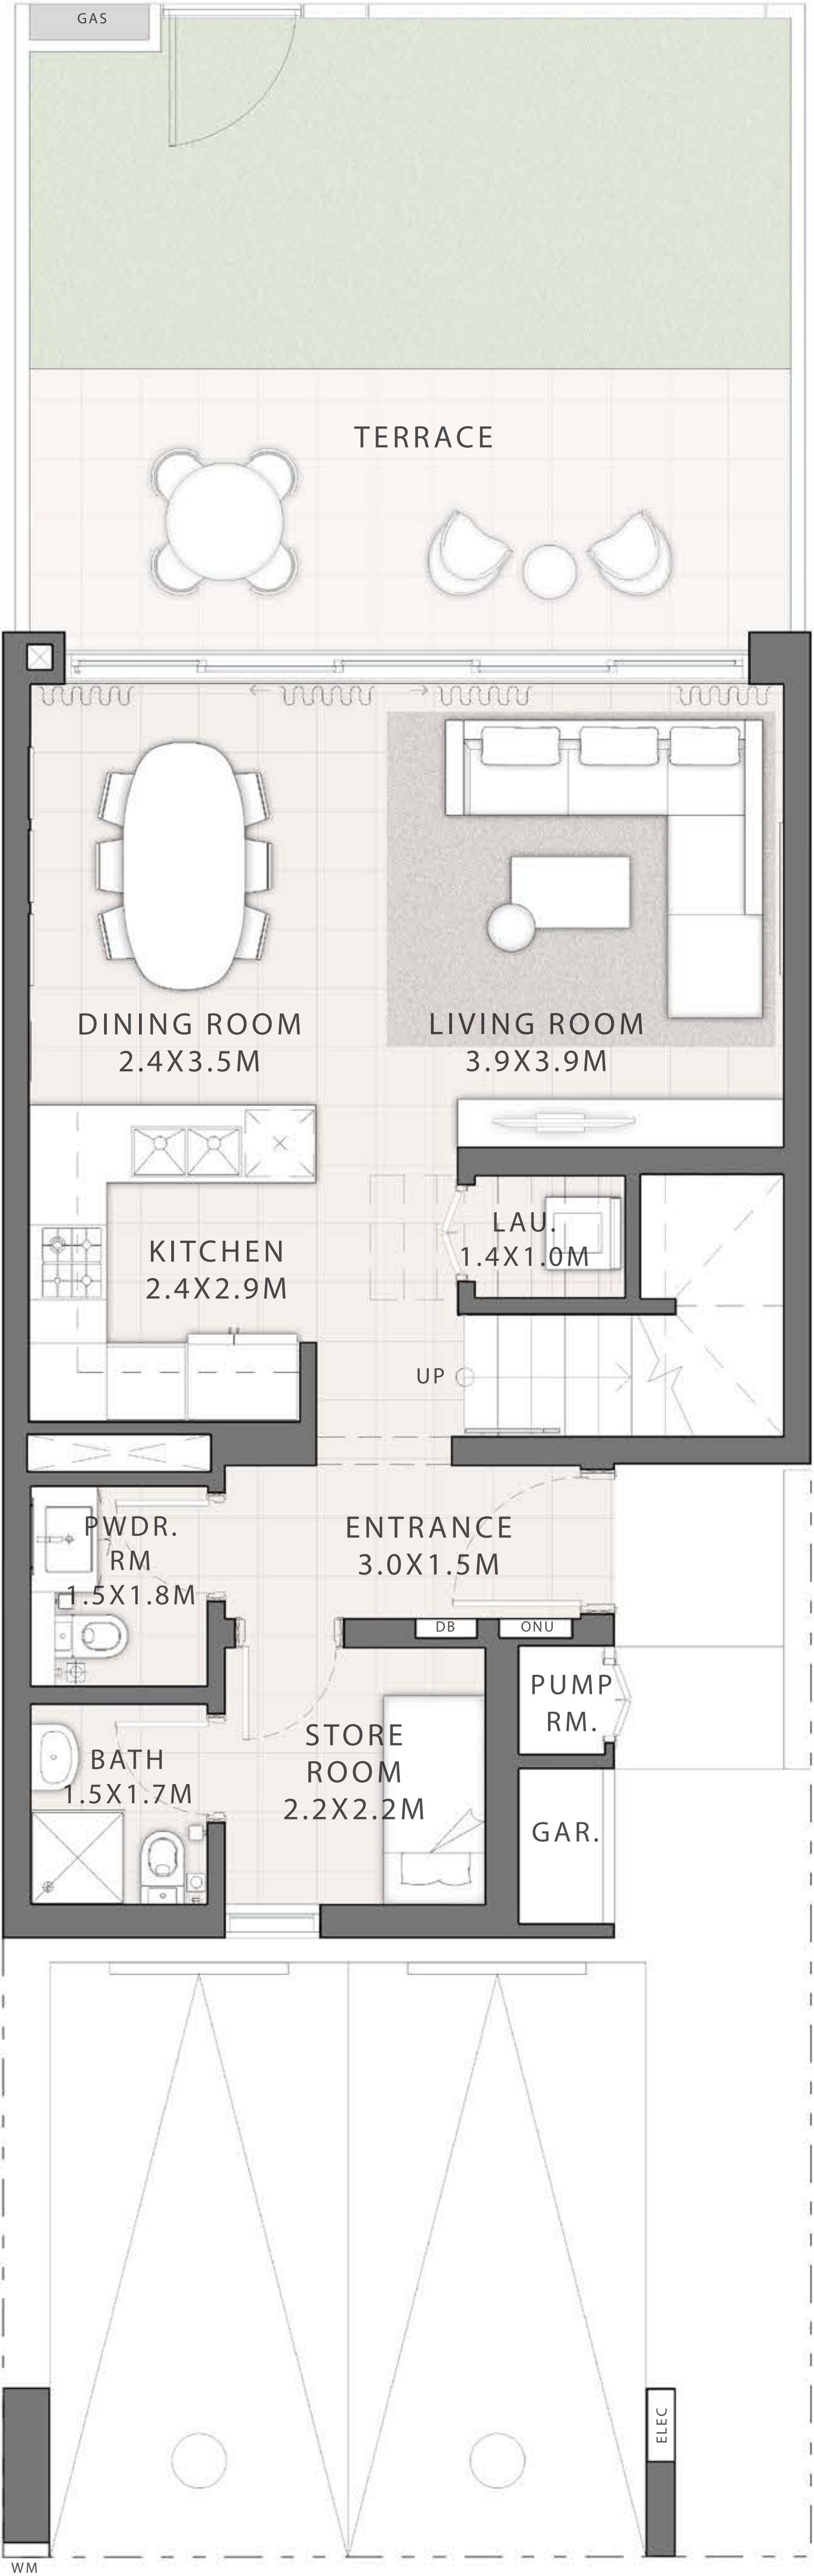 GAS
TERRACE
DINING ROOM
2.4X3.5M
LIVING ROOM
3.9X3.9M
KITCHEN
2.4X2.9M
LAU.
1.4X1.0M
UP
PWDR.
RM
1.5X1.8M
ENTRANCE
3.0X1.5M
DB
ONU
PUMP
RM.
STORE
ROOM
2.2X2.2M
BATH
1.5X1.7M
GAR.
ELEC
WM